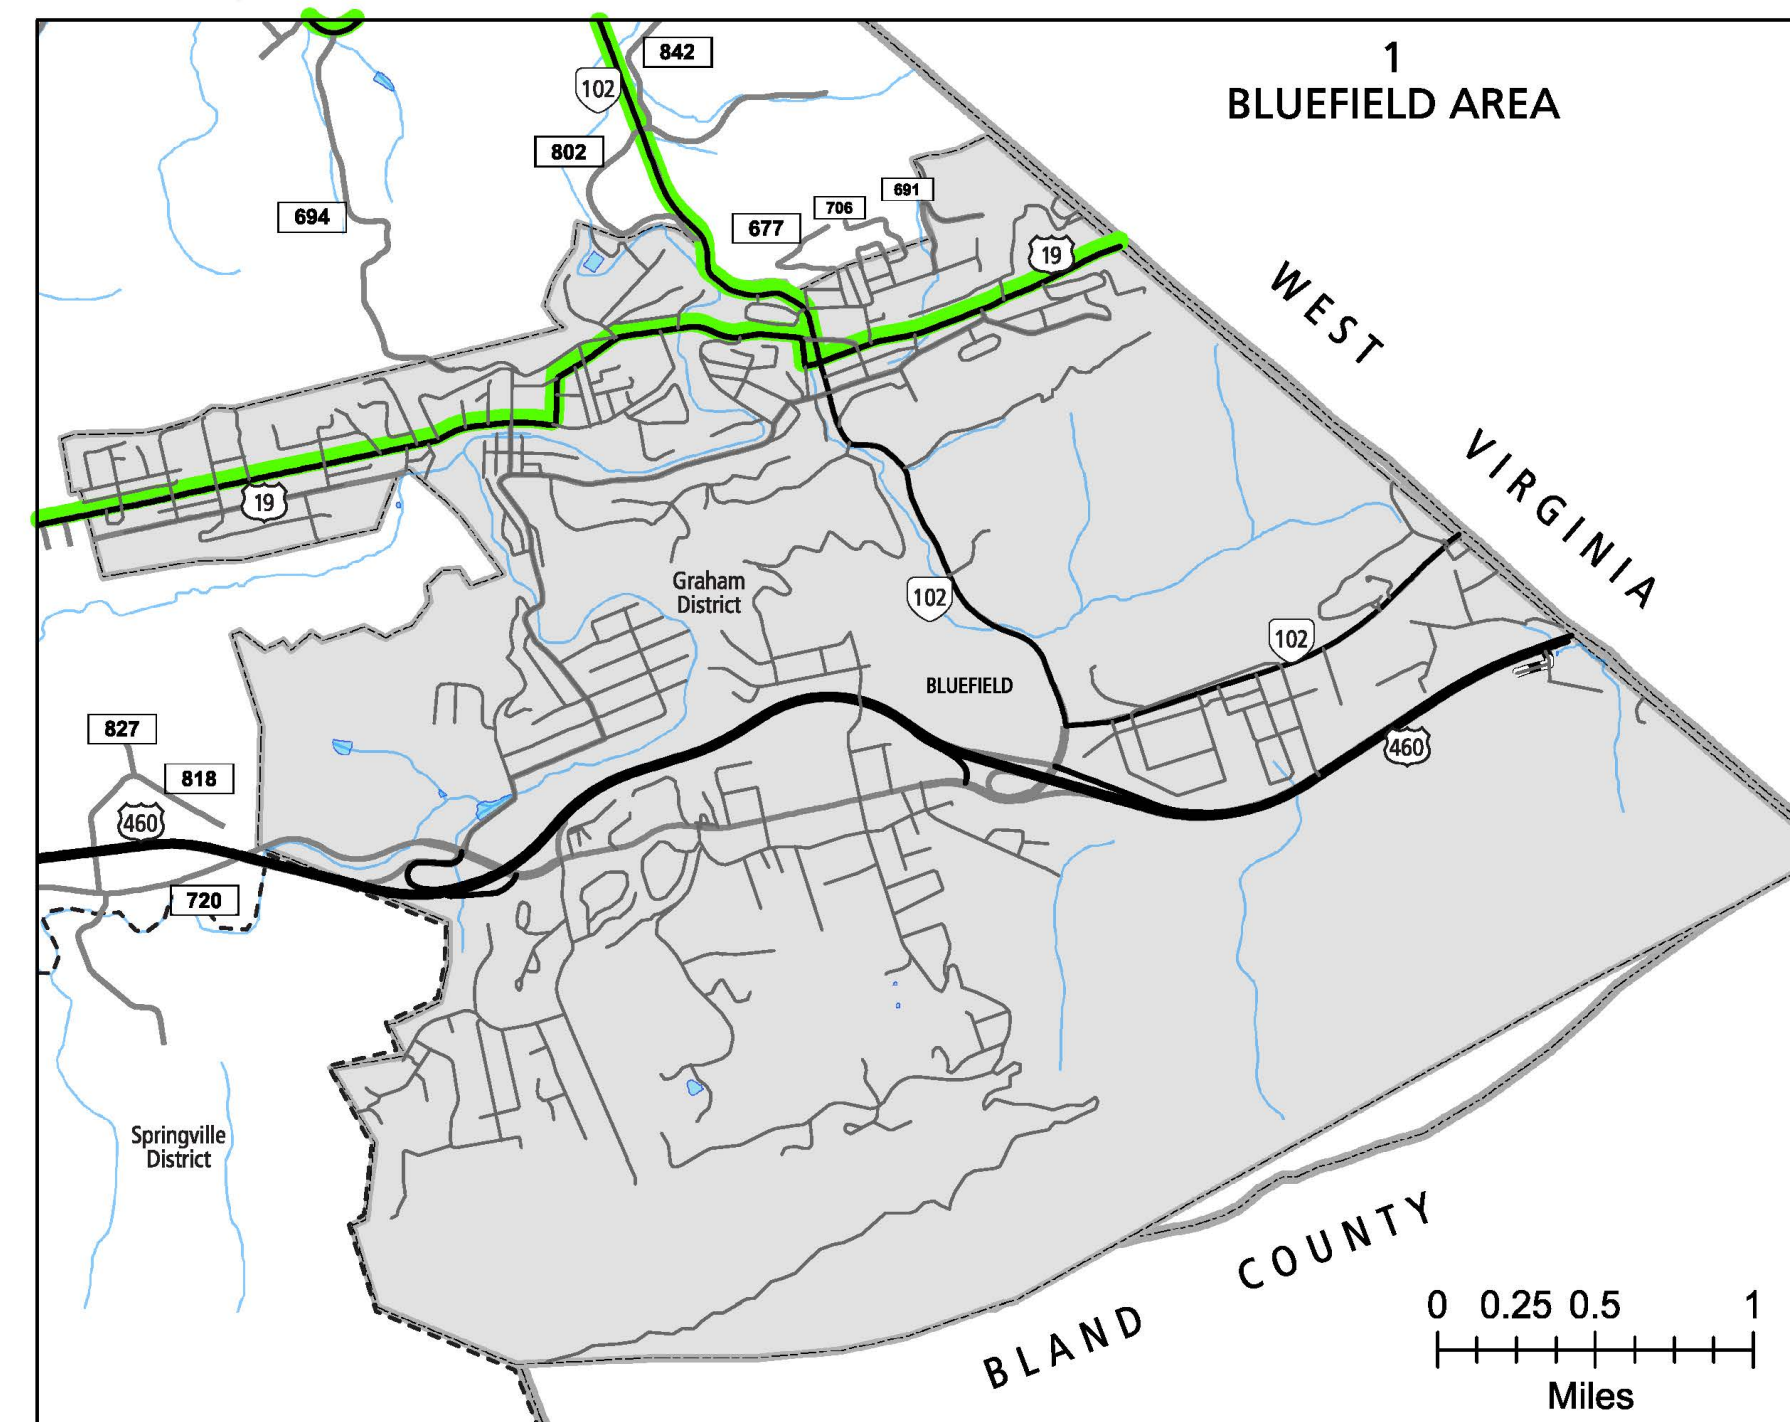 1
BLUEFIELD AREA
842
102
802
694
691
706
677
19
WEST VIRGINIA
19
Graham
District
102
102
BLUEFIELD
827
818
460
460
720
Springville
District
BLAND COUNTY
0 0.25 0.5 1
Miles